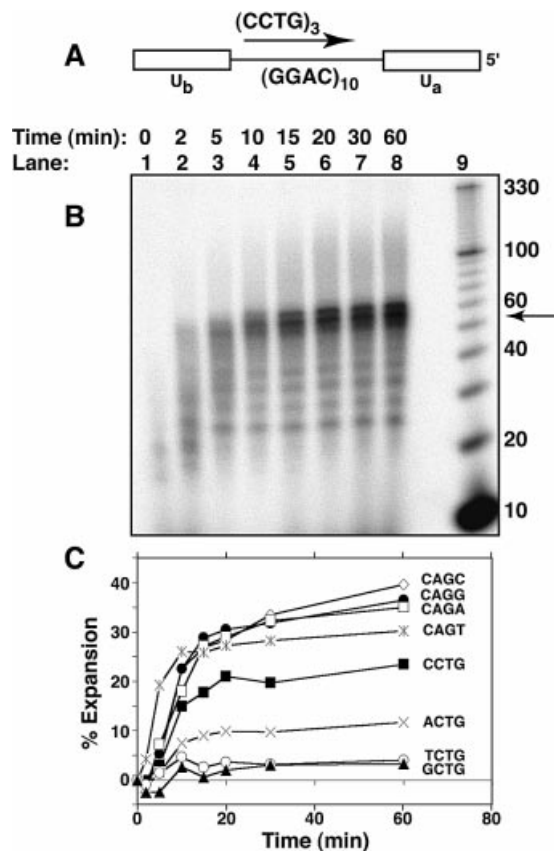 (CCTG)3
A
5'
Ub
(GGAC)10
Ua
Time (min): 0 2 5 10 15 20 30 60
Lane: 1 2 3 4 5 6 7 8 9
B
330
100
60
40
20
10
C
% Expansion
40
30
20
10
0
CAGC
CAGG
CAGA
CAGT
CCTG
ACTG
TCTG
GCTG
0 20 40 60 80
Time (min)